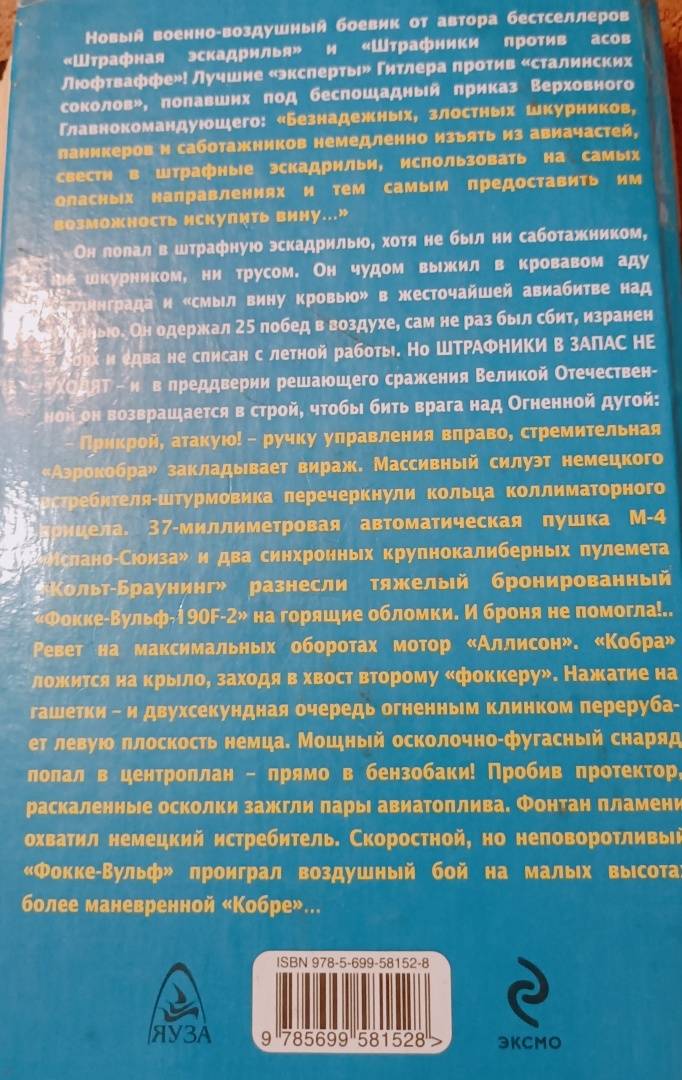 Новый военно-воздушный боевик от автора бестселлеров
«Штрафная эскадрилья» и «Штрафники против асов
Люфтваффе»! Лучшие «эксперты» Гитлера против «сталинских
соколов», попавших под беспощадный приказ Верховного
Главнокомандующего: «Безнадежных, злостных шкурников,
паникеров и саботажников немедленно изъять из авиачастей,
свести в штрафные эскадрильи, использовать на самых
опасных направлениях и тем самым предоставить им
возможность искупить вину...»
Он попал в штрафную эскадрилью, хотя не был ни саботажником,
шкурником, ни трусом. Он чудом выжил в кровавом аду
Сталинграда и «смыл вину кровью» в жесточайшей авиабитве над
Он одержал 25 побед в воздухе, сам не раз был сбит, изранен
и едва не списан с летной работы. Но ШТРАФНИКИ В ЗАПАС НЕ
УХОДЯТ – и в преддверии решающего сражения Великой Отечествен-
ной он возвращается в строй, чтобы бить врага над Огненной дугой:
– Прикрой, атакую! – ручку управления вправо, стремительная
«Аэрокобра» закладывает вираж. Массивный силуэт немецкого
истребителя-штурмовика перечеркнули кольца коллиматорного
прицела. 37-миллиметровая автоматическая пушка М-4
«Испано-Сюиза» и два синхронных крупнокалиберных пулемета
«Кольт-Браунинг» разнесли тяжелый бронированный
«Фокке-Вульф-190F-2» на горящие обломки. И броня не помогла!..
Ревет на максимальных оборотах мотор «Аллисон». «Кобра»
ложится на крыло, заходя в хвост второму «фоккеру». Нажатие на
гашетки – и двухсекундная очередь огненным клинком переруба-
ет левую плоскость немца. Мощный осколочно-фугасный снаряд
попал в центроплан – прямо в бензобаки! Пробив протектор,
раскаленные осколки зажгли пары авиатоплива. Фонтан пламени
охватил немецкий истребитель. Скоростной, но неповоротливый
«Фокке-Вульф» проиграл воздушный бой на малых высотах
более маневренной «Кобре»...
ISBN 978-5-699-58152-8
9 785699 581528 >
ЯУЗА
ЭКСМО